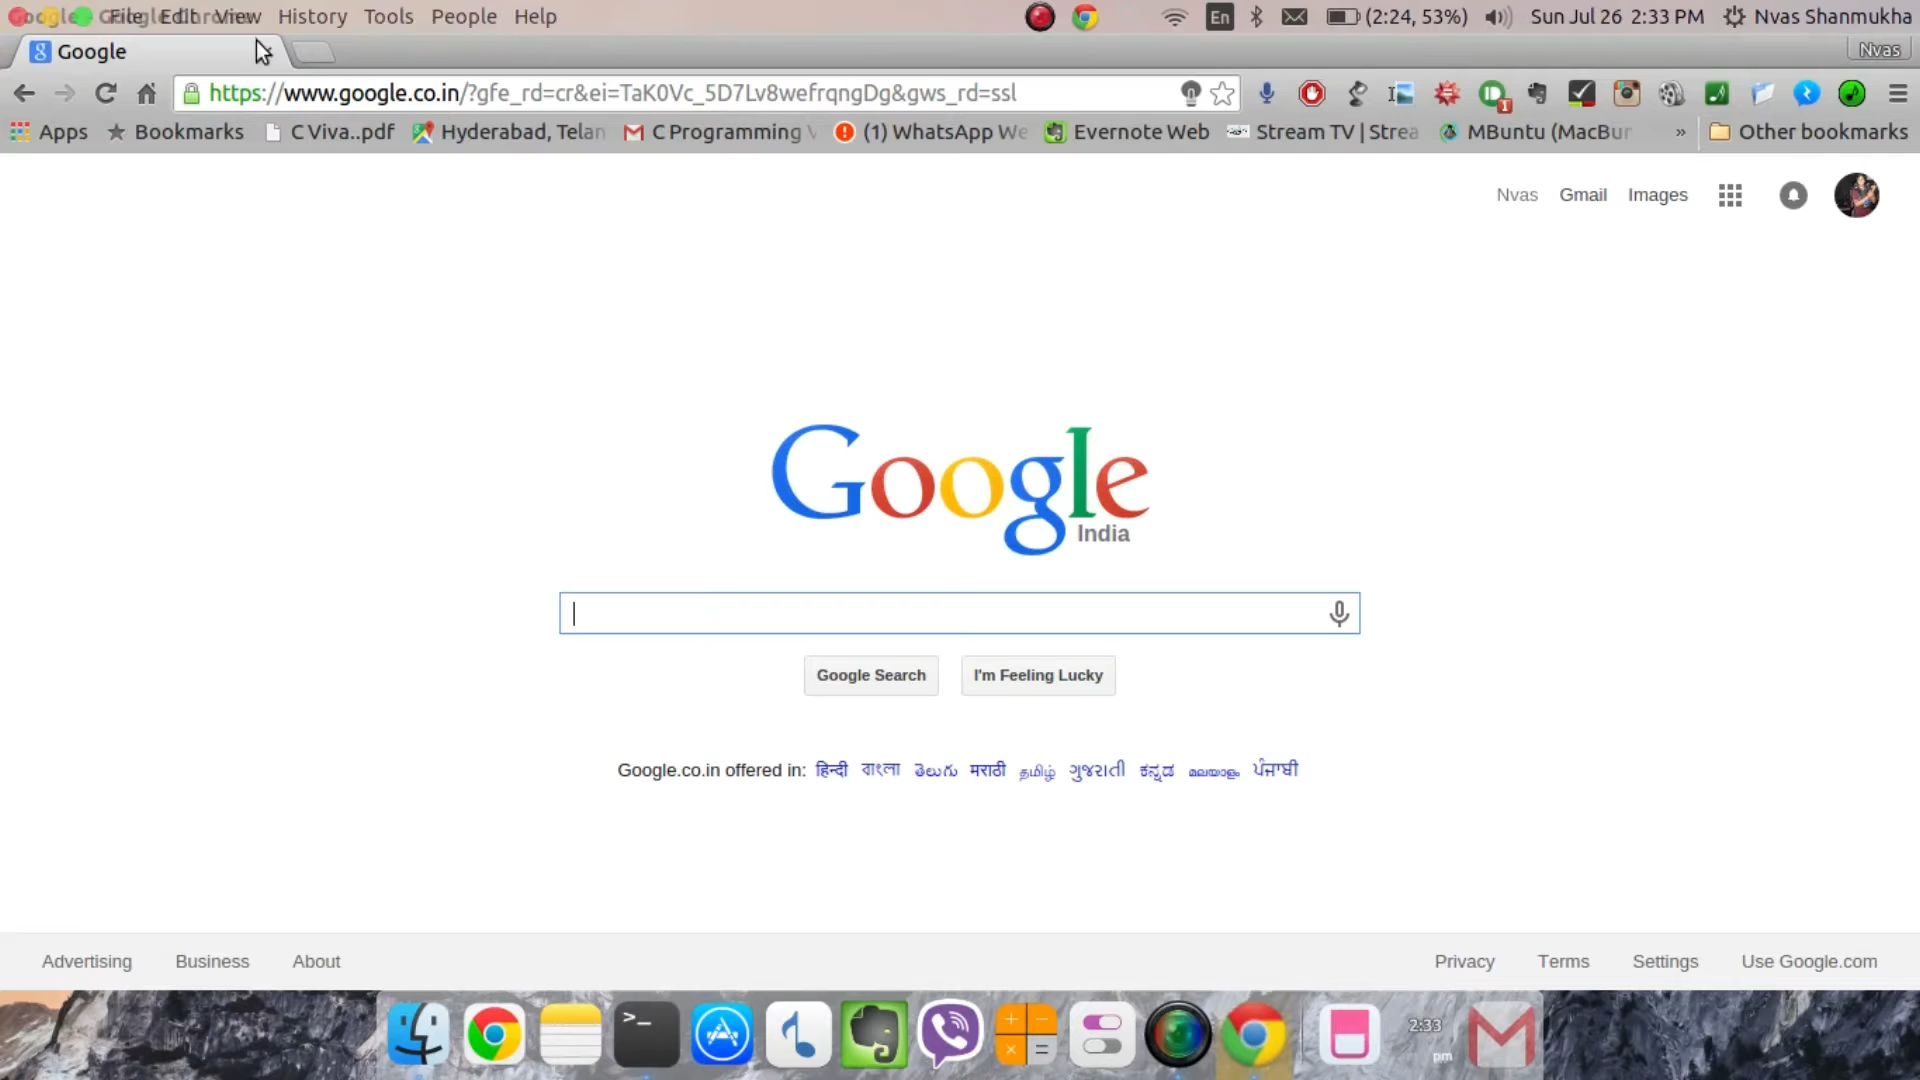 File Edit View History Tools People Help En (2:24, 53%) Sun Jul 26 2:33 PM Nvas Shanmukha
Google Nvas
https://www.google.co.in/?gfe_rd=cr&ei=TaK0Vc_5D7Lv8wefrqngDg&gws_rd=ssl
Apps Bookmarks C Viva..pdf Hyderabad, Telan C Programming (1) WhatsApp We Evernote Web Stream TV | Strea MBuntu (MacBur » Other bookmarks
Nvas Gmail Images
Google
India
Google Search I'm Feeling Lucky
Google.co.in offered in: हिन्दी বাংলা తెలుగు मराठी தமிழ் ગુજરાતી ಕನ್ನಡ മലയാളം ਪੰਜਾਬੀ
Advertising Business About Privacy Terms Settings Use Google.com
2:33
pm